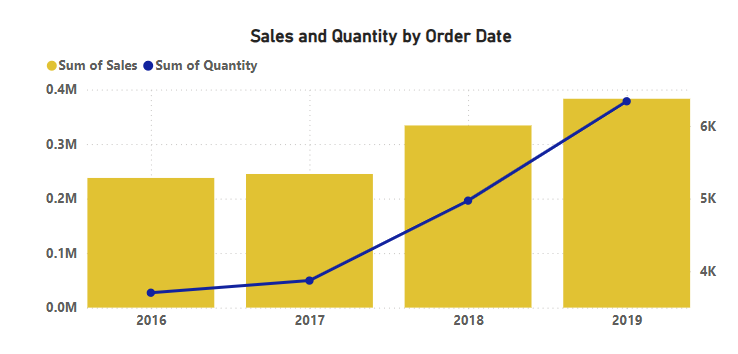 Sales and Quantity by Order Date
Sum of Sales Sum of Quantity
0.4M
0.3M
0.2M
0.1M
0.0M
6K
5K
4K
2016 2017 2018 2019